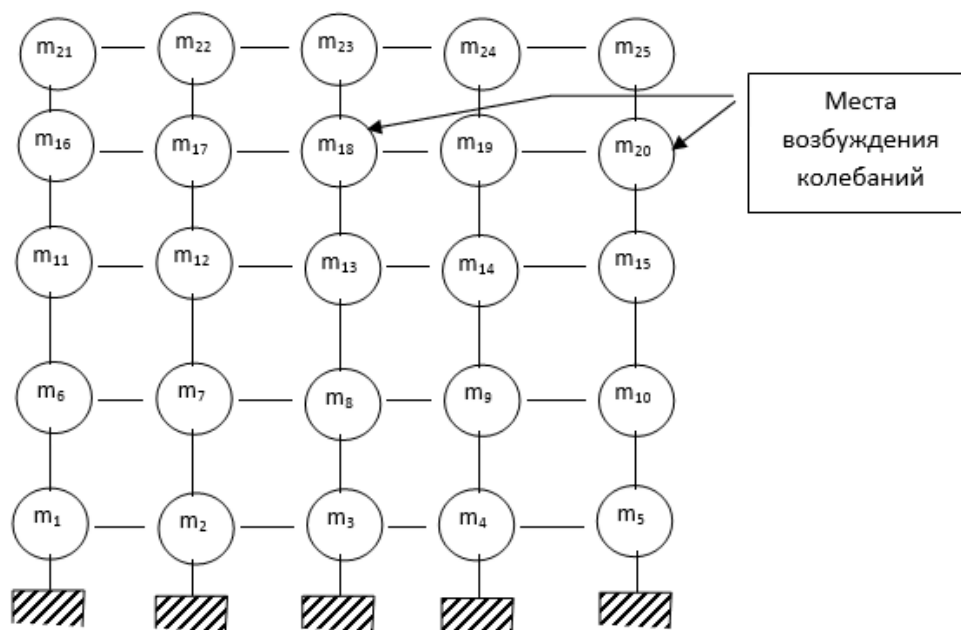 m₂₁ m₂₂ m₂₃ m₂₄ m₂₅
Места
возбуждения
колебаний
m₁₆ m₁₇ m₁₈ m₁₉ m₂₀
m₁₁ m₁₂ m₁₃ m₁₄ m₁₅
m₆ m₇ m₈ m₉ m₁₀
m₁ m₂ m₃ m₄ m₅